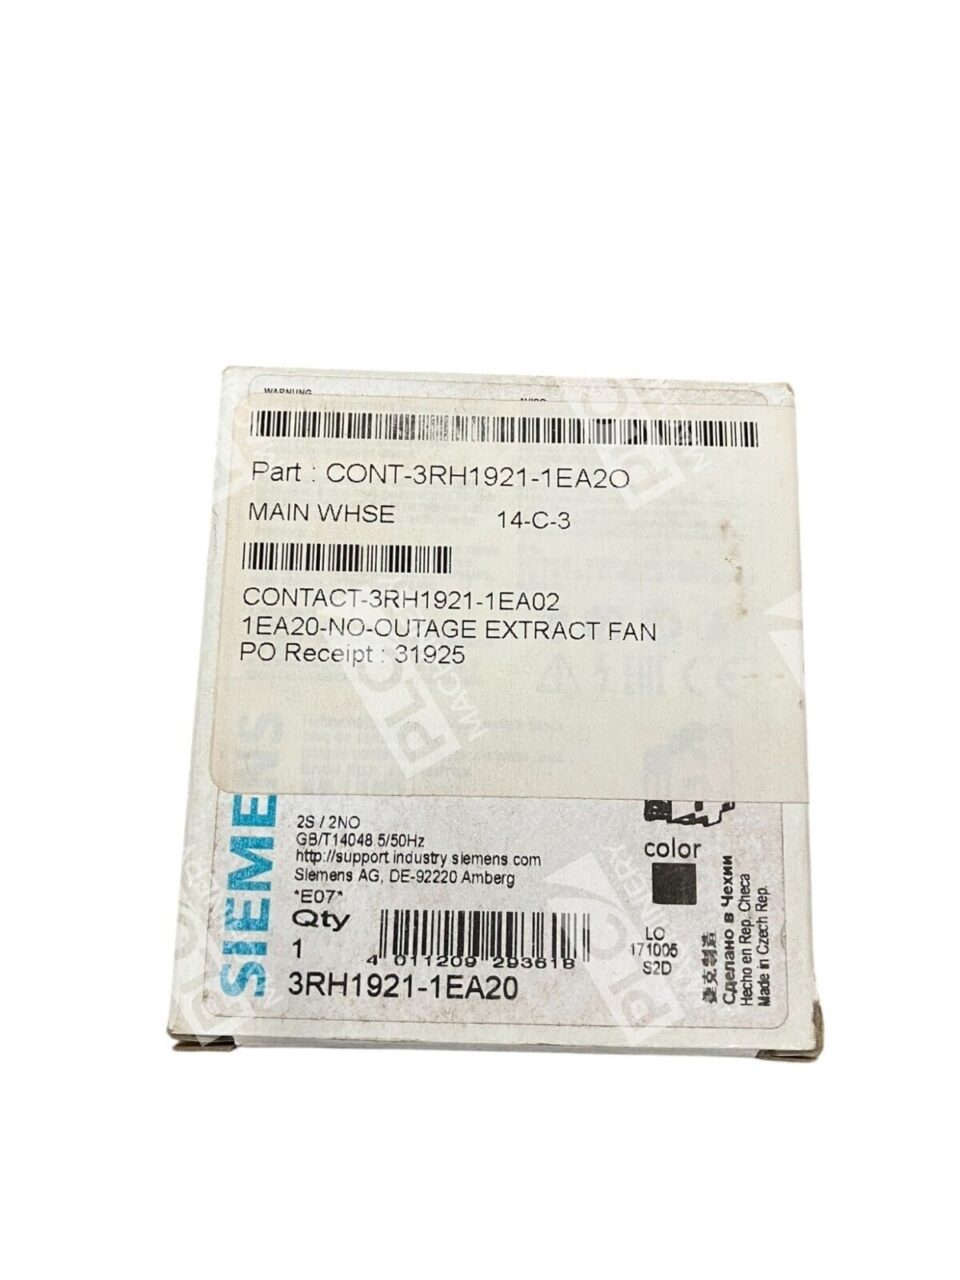 WARNUNG
Part : CONT-3RH1921-1EA2O
MAIN WHSE 14-C-3
CONTACT-3RH1921-1EA02
1EA20-NO-OUTAGE EXTRACT FAN
PO Receipt : 31925
SIEMENS
2S / 2NO
GB/T14048.5/50Hz
http://support.industry.siemens.com
Siemens AG, DE-92220 Amberg
*E07*
Qty
1
4 011209 293618
3RH1921-1EA20
color
LO
171005
S2D
捷克制造
Сделано в Чехии
Hecho en Rep. Checa
Made in Czech Rep.
PLC MACHINERY